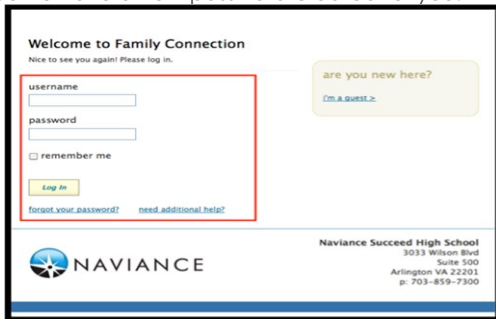 Welcome to Family Connection
Nice to see you again! Please log in.
username
password
remember me
Log In
forgot your password? need additional help?
are you new here?
I'm a guest >
NAVIANCE
Naviance Succeed High School
3033 Wilson Blvd
Suite 500
Arlington VA 22201
p: 703-859-7300